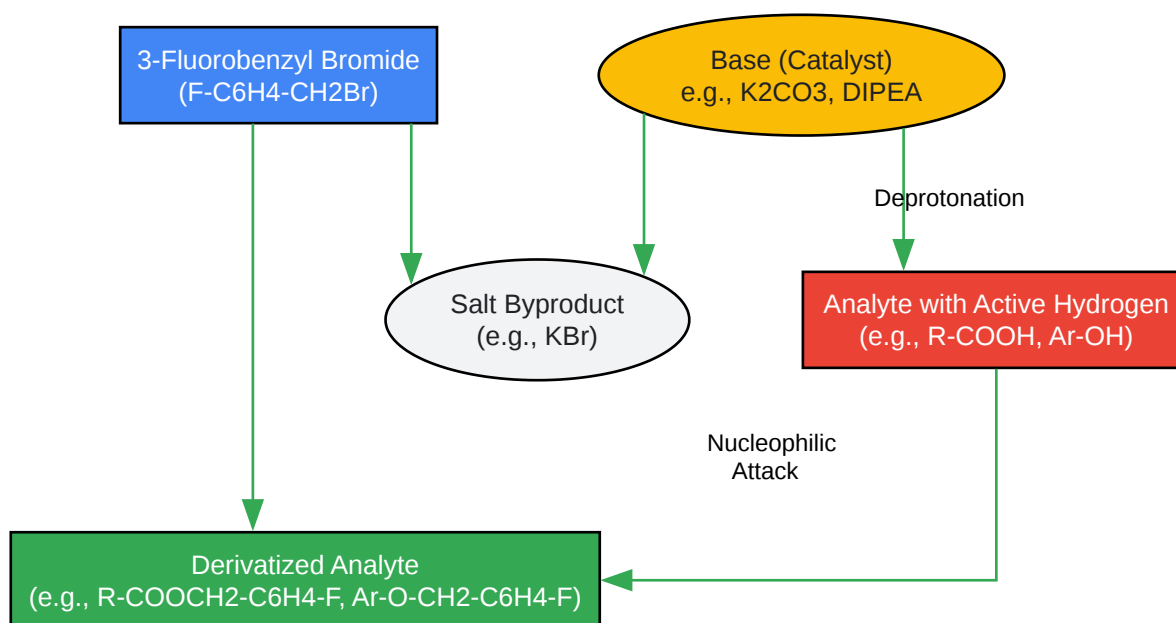 3-Fluorobenzyl Bromide
(F-C6H4-CH2Br)
Base (Catalyst)
e.g., K2CO3, DIPEA
Deprotonation
Salt Byproduct
(e.g., KBr)
Analyte with Active Hydrogen
(e.g., R-COOH, Ar-OH)
Nucleophilic
Attack
Derivatized Analyte
(e.g., R-COOCH2-C6H4-F, Ar-O-CH2-C6H4-F)